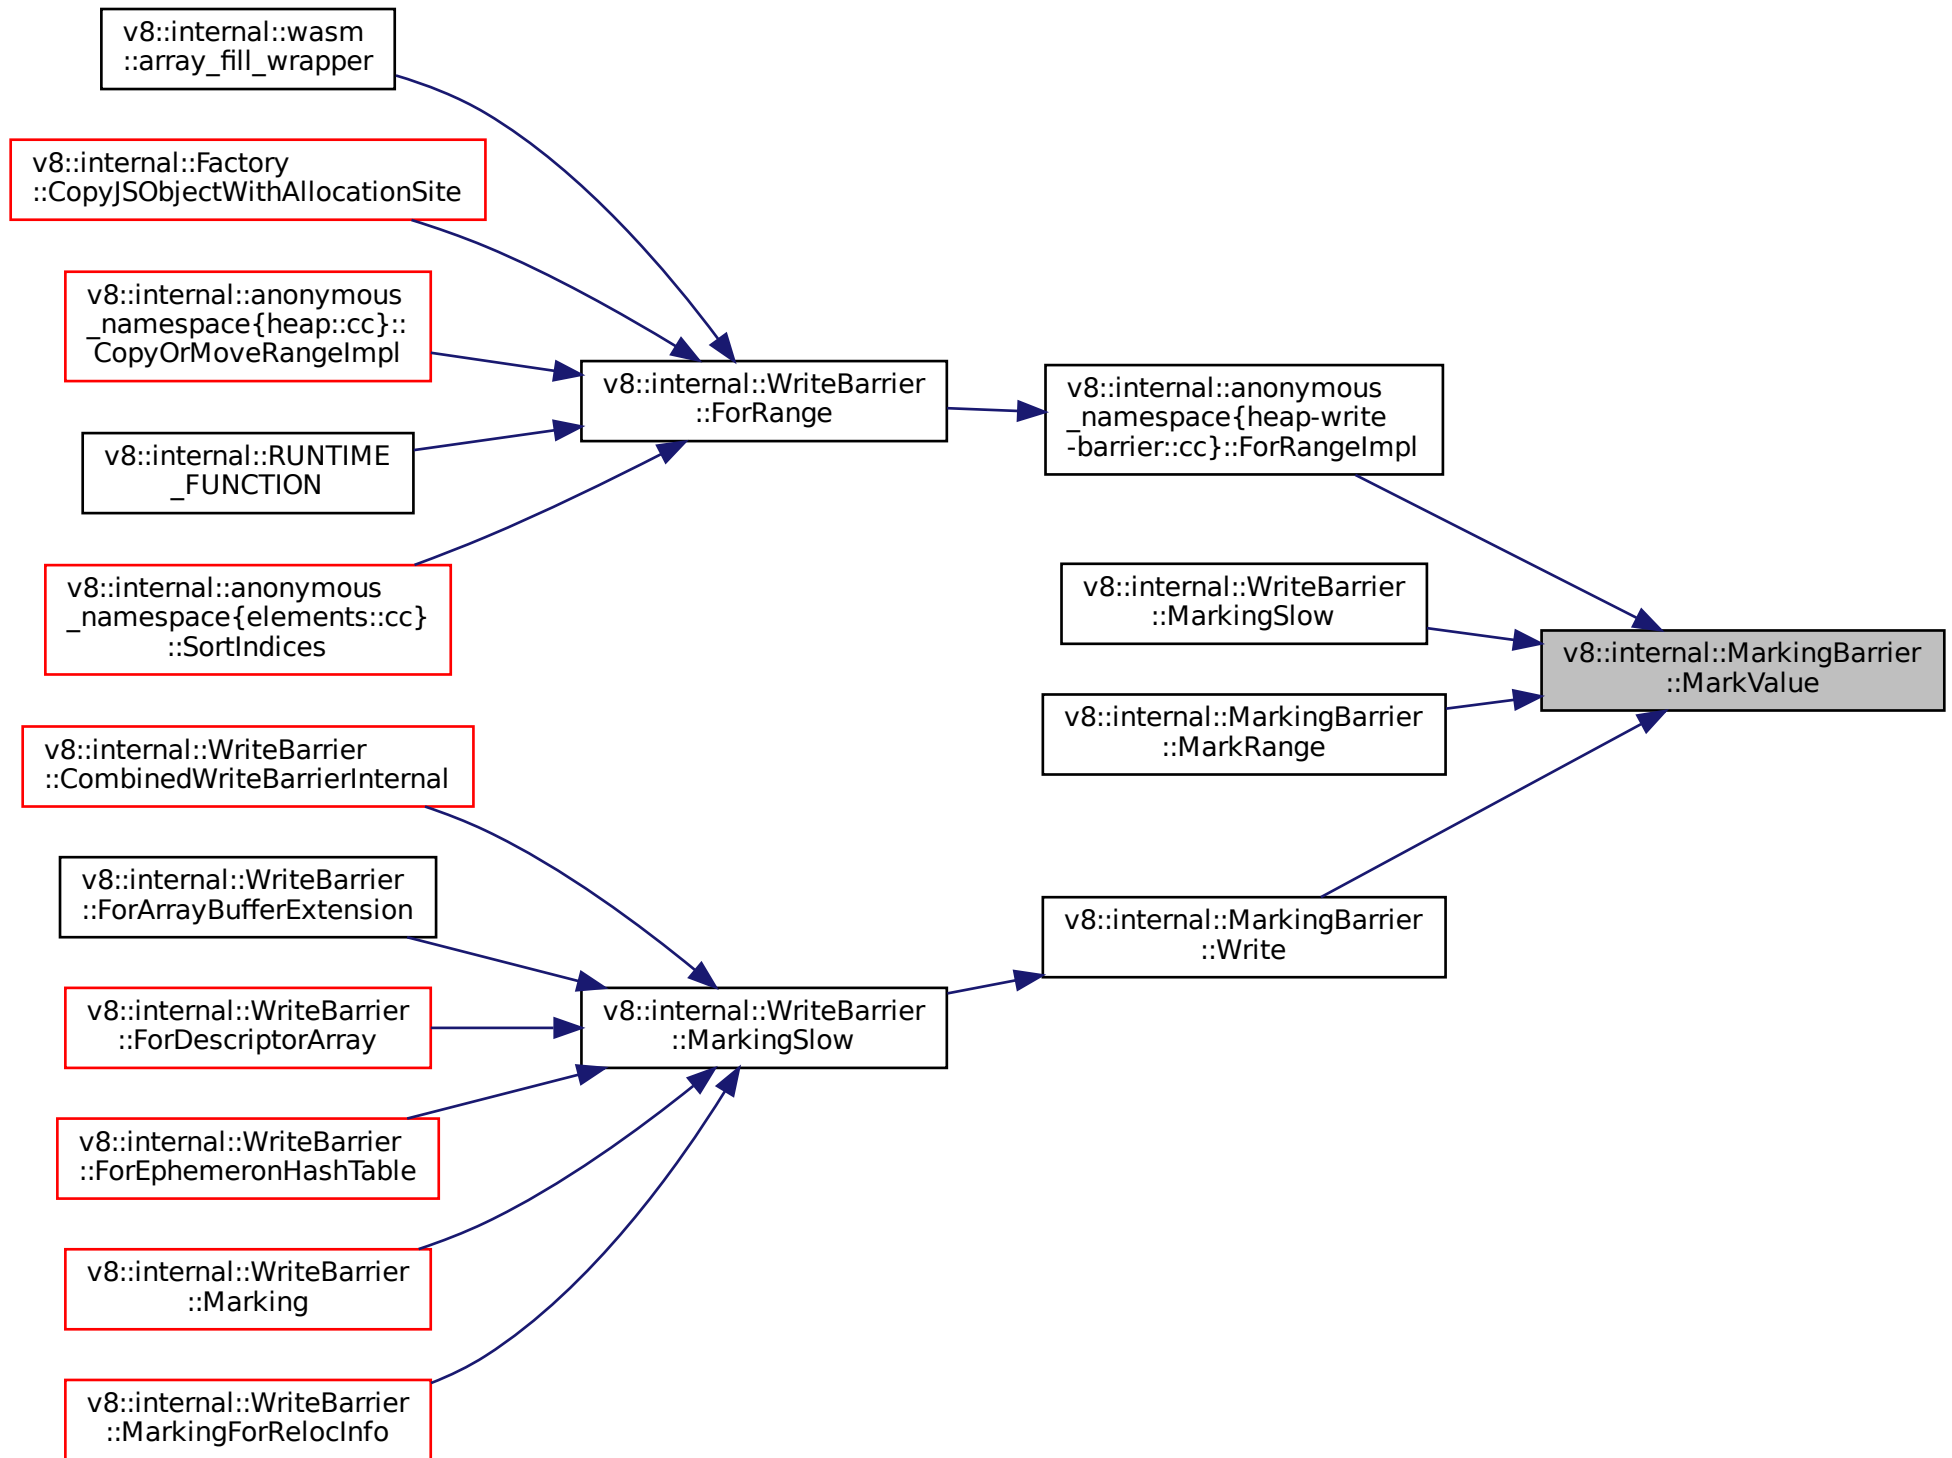 v8::internal::wasm
::array_fill_wrapper
v8::internal::Factory
::CopyJSObjectWithAllocationSite
v8::internal::anonymous
_namespace{heap::cc}::
CopyOrMoveRangeImpl
v8::internal::RUNTIME
_FUNCTION
v8::internal::anonymous
_namespace{elements::cc}
::SortIndices
v8::internal::WriteBarrier
::CombinedWriteBarrierInternal
v8::internal::WriteBarrier
::ForArrayBufferExtension
v8::internal::WriteBarrier
::ForDescriptorArray
v8::internal::WriteBarrier
::ForEphemeronHashTable
v8::internal::WriteBarrier
::Marking
v8::internal::WriteBarrier
::MarkingForRelocInfo
v8::internal::WriteBarrier
::ForRange
v8::internal::WriteBarrier
::MarkingSlow
v8::internal::anonymous
_namespace{heap-write
-barrier::cc}::ForRangeImpl
v8::internal::WriteBarrier
::MarkingSlow
v8::internal::MarkingBarrier
::MarkRange
v8::internal::MarkingBarrier
::Write
v8::internal::MarkingBarrier
::MarkValue